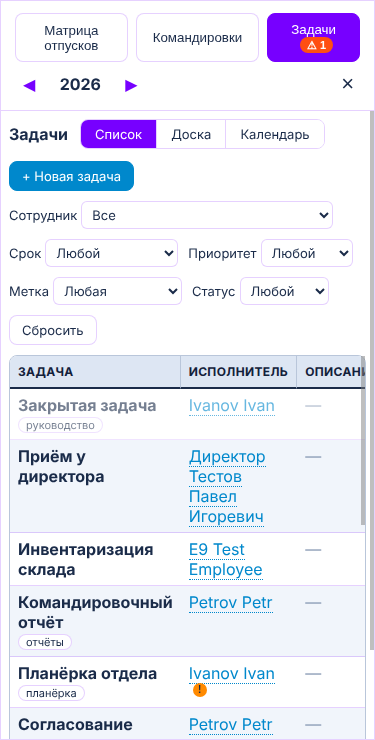 Матрица отпусков
Командировки
Задачи
⚠ 1
◀ 2026 ▶ ×
Задачи Список Доска Календарь
+ Новая задача
Сотрудник Все
Срок Любой Приоритет Любой
Метка Любая Статус Любой
Сбросить
ЗАДАЧА ИСПОЛНИТЕЛЬ
Закрытая задача Ivanov Ivan —
руководство
Приём у Директор —
директора Тестов
Павел
Игоревич
Инвентаризация E9 Test —
склада Employee
Командировочный Petrov Petr —
отчёт
отчёты
Планёрка отдела Ivanov Ivan —
планёрка !
Согласование Petrov Petr —